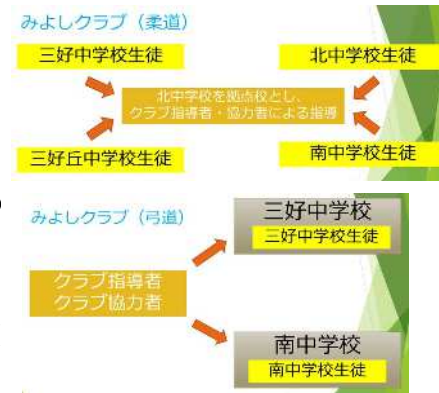 みよしクラブ（柔道）
三好中学校生徒
北中学校生徒
北中学校を拠点校とし、
クラブ指導者・協力者による指導
三好丘中学校生徒
南中学校生徒
みよしクラブ（弓道）
三好中学校
三好中学校生徒
クラブ指導者
クラブ協力者
南中学校
南中学校生徒